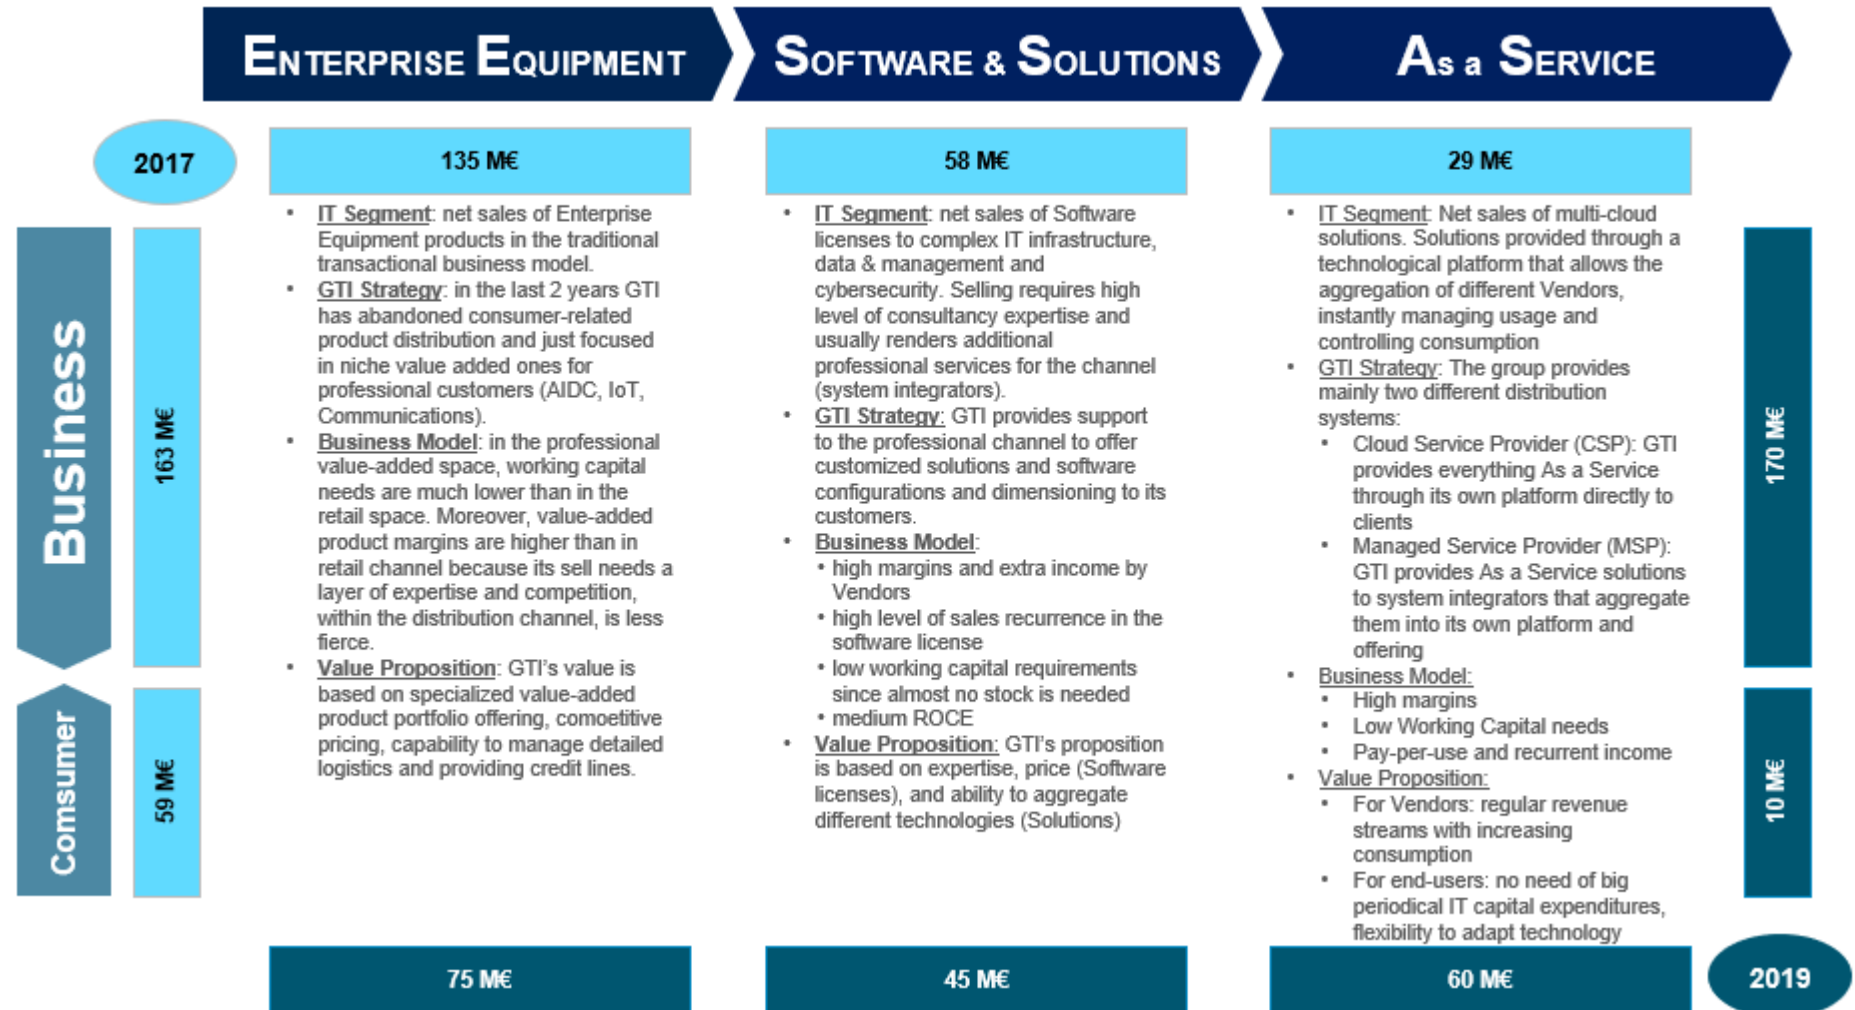 ENTERPRISE EQUIPMENT
SOFTWARE & SOLUTIONS
As a SERVICE
2017
135 M€
58 M€
29 M€
Business
163 M€
Comsumer
59 M€
• IT Segment: net sales of Enterprise
Equipment products in the traditional
transactional business model.
• GTI Strategy: in the last 2 years GTI
has abandoned consumer-related
product distribution and just focused
in niche value added ones for
professional customers (AIDC, IoT,
Communications).
• Business Model: in the professional
value-added space, working capital
needs are much lower than in the
retail space. Moreover, value-added
product margins are higher than in
retail channel because its sell needs a
layer of expertise and competition,
within the distribution channel, is less
fierce.
• Value Proposition: GTI's value is
based on specialized value-added
product portfolio offering, comoetitive
pricing, capability to manage detailed
logistics and providing credit lines.
• IT Segment: net sales of Software
licenses to complex IT infrastructure,
data & management and
cybersecurity. Selling requires high
level of consultancy expertise and
usually renders additional
professional services for the channel
(system integrators).
• GTI Strategy: GTI provides support
to the professional channel to offer
customized solutions and software
configurations and dimensioning to its
customers.
• Business Model:
• high margins and extra income by
Vendors
• high level of sales recurrence in the
software license
• low working capital requirements
since almost no stock is needed
• medium ROCE
• Value Proposition: GTI's proposition
is based on expertise, price (Software
licenses), and ability to aggregate
different technologies (Solutions)
• IT Segment: Net sales of multi-cloud
solutions. Solutions provided through a
technological platform that allows the
aggregation of different Vendors,
instantly managing usage and
controlling consumption
• GTI Strategy: The group provides
mainly two different distribution
systems:
• Cloud Service Provider (CSP): GTI
provides everything As a Service
through its own platform directly to
clients
• Managed Service Provider (MSP):
GTI provides As a Service solutions
to system integrators that aggregate
them into its own platform and
offering
• Business Model:
• High margins
• Low Working Capital needs
• Pay-per-use and recurrent income
• Value Proposition:
• For Vendors: regular revenue
streams with increasing
consumption
• For end-users: no need of big
periodical IT capital expenditures,
flexibility to adapt technology
170 M€
10 M€
75 M€
45 M€
60 M€
2019